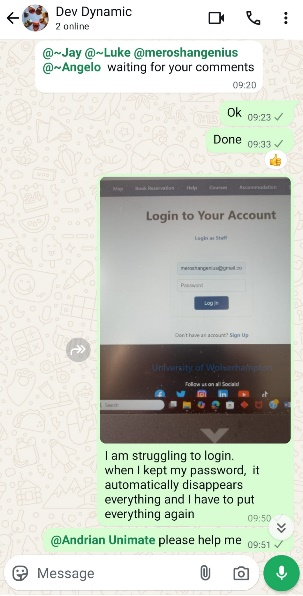 Dev Dynamic
2 online
@~Jay @~Luke @meroshangenius
@~Angelo waiting for your comments
09:20
Ok 09:23
Done 09:33
Map Book Reservation Help Courses Accommodation
Login to Your Account
Login as Staff
Password
Log in
Don't have an account? Sign Up
University of Wolverhampton
Follow us on all Socials!
Search
I am struggling to login.
when I kept my password, it
automatically disappears
everything and I have to put
everything again
09:50
@Andrian Unimate please help me 09:51
Message